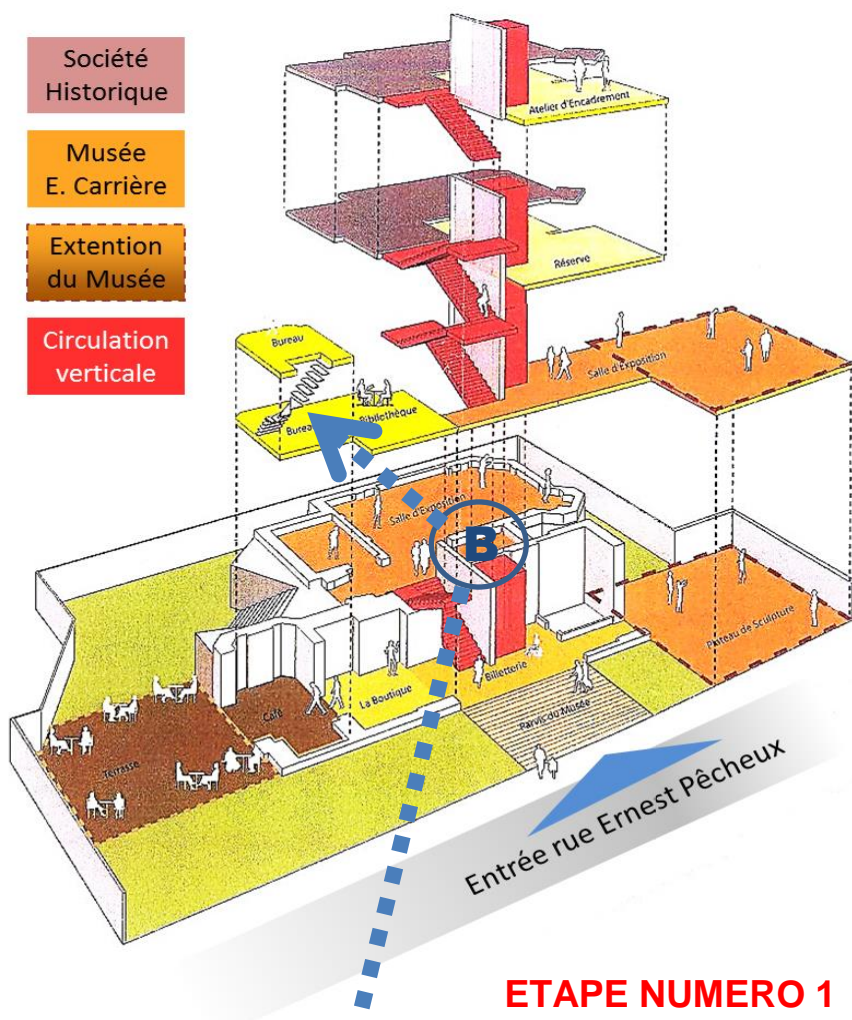 Société
Historique
Musée
E. Carrière
Extention
du Musée
Circulation
verticale
Atelier d'Encadrement
Réserve
Salle d'Exposition
Bureau
Bureau
Bibliothèque
Salle d'Exposition
B
Plateau de Sculpture
Billetterie
La Boutique
Café
Parvis du Musée
Terrasse
Entrée rue Ernest Pêcheux
ETAPE NUMERO 1